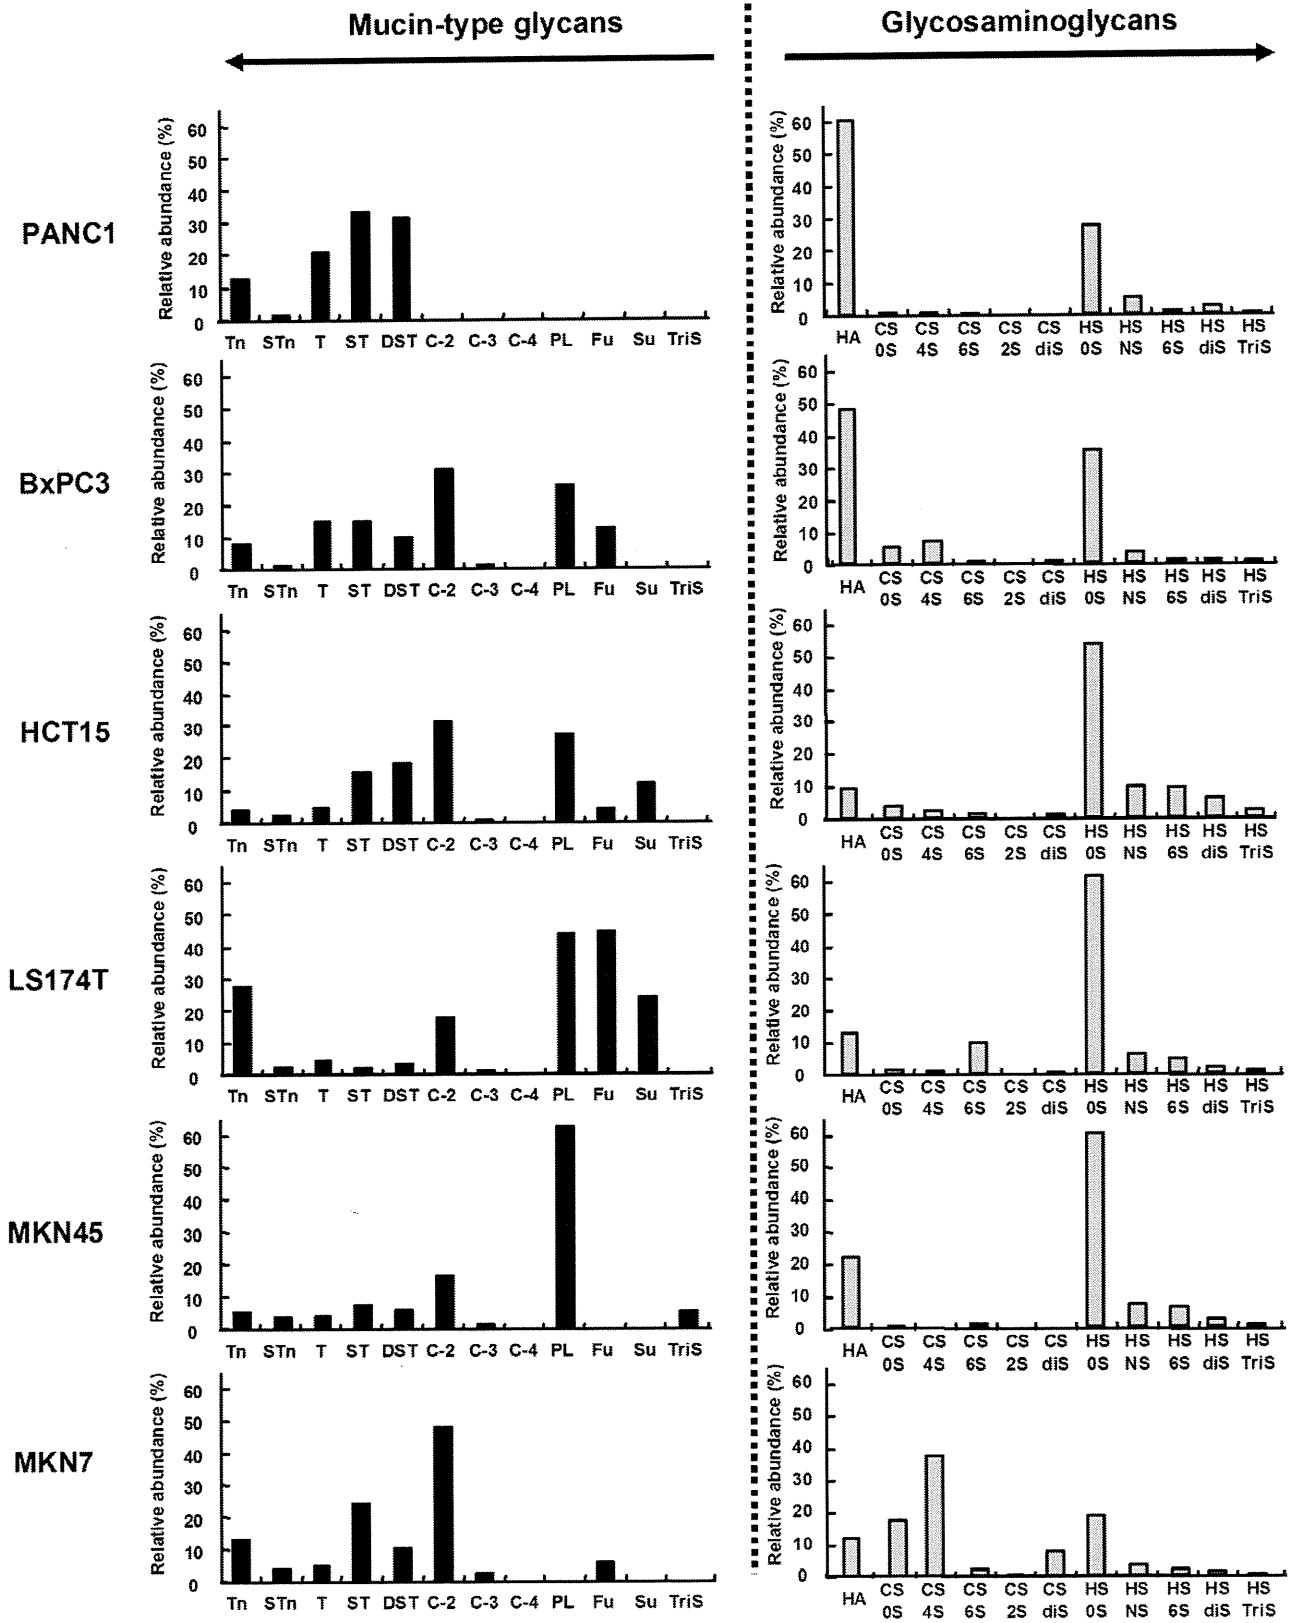 Mucin-type glycans
Glycosaminoglycans
PANC1
Relative abundance (%)
60
50
40
30
20
10
0
Tn STn T ST DST C-2 C-3 C-4 PL Fu Su TriS
Relative abundance (%)
60
50
40
30
20
10
0
HA CS 0S CS 4S CS 6S CS 2S CS diS HS 0S HS NS HS 6S HS diS HS TriS
BxPC3
Relative abundance (%)
60
50
40
30
20
10
0
Tn STn T ST DST C-2 C-3 C-4 PL Fu Su TriS
Relative abundance (%)
60
50
40
30
20
10
0
HA CS 0S CS 4S CS 6S CS 2S CS diS HS 0S HS NS HS 6S HS diS HS TriS
HCT15
Relative abundance (%)
60
50
40
30
20
10
0
Tn STn T ST DST C-2 C-3 C-4 PL Fu Su TriS
Relative abundance (%)
60
50
40
30
20
10
0
HA CS 0S CS 4S CS 6S CS 2S CS diS HS 0S HS NS HS 6S HS diS HS TriS
LS174T
Relative abundance (%)
60
50
40
30
20
10
0
Tn STn T ST DST C-2 C-3 C-4 PL Fu Su TriS
Relative abundance (%)
60
50
40
30
20
10
0
HA CS 0S CS 4S CS 6S CS 2S CS diS HS 0S HS NS HS 6S HS diS HS TriS
MKN45
Relative abundance (%)
60
50
40
30
20
10
0
Tn STn T ST DST C-2 C-3 C-4 PL Fu Su TriS
Relative abundance (%)
60
50
40
30
20
10
0
HA CS 0S CS 4S CS 6S CS 2S CS diS HS 0S HS NS HS 6S HS diS HS TriS
MKN7
Relative abundance (%)
60
50
40
30
20
10
0
Tn STn T ST DST C-2 C-3 C-4 PL Fu Su TriS
Relative abundance (%)
60
50
40
30
20
10
0
HA CS 0S CS 4S CS 6S CS 2S CS diS HS 0S HS NS HS 6S HS diS HS TriS